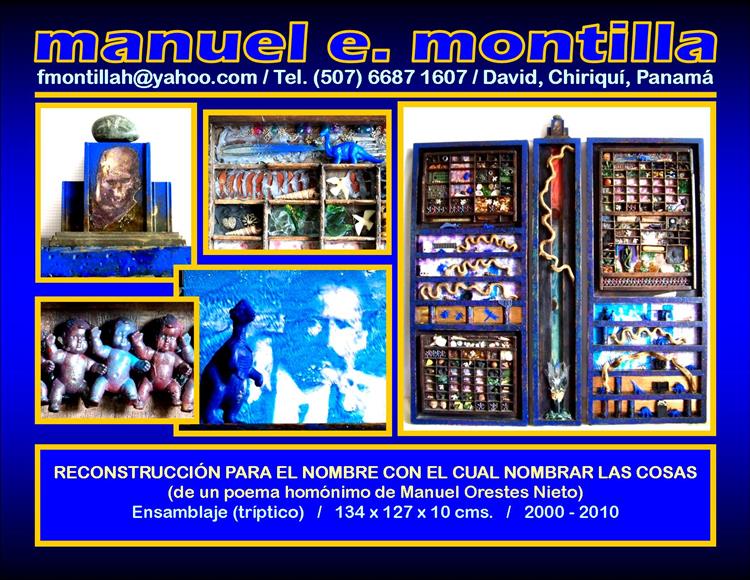 manuel e. montilla
fmontillah@yahoo.com / Tel. (507) 6687 1607 / David, Chiriquí, Panamá
RECONSTRUCCIÓN PARA EL NOMBRE CON EL CUAL NOMBRAR LAS COSAS
(de un poema homónimo de Manuel Orestes Nieto)
Ensamblaje (tríptico) / 134 x 127 x 10 cms. / 2000 - 2010